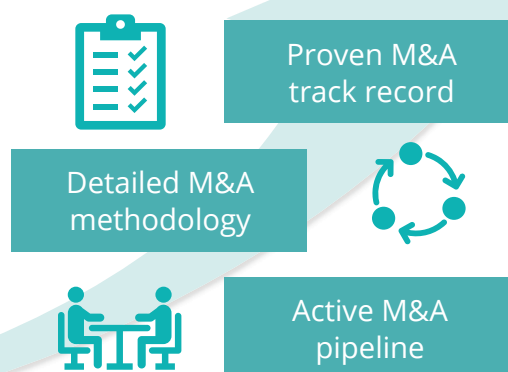 Proven M&A
track record
Detailed M&A
methodology
Active M&A
pipeline